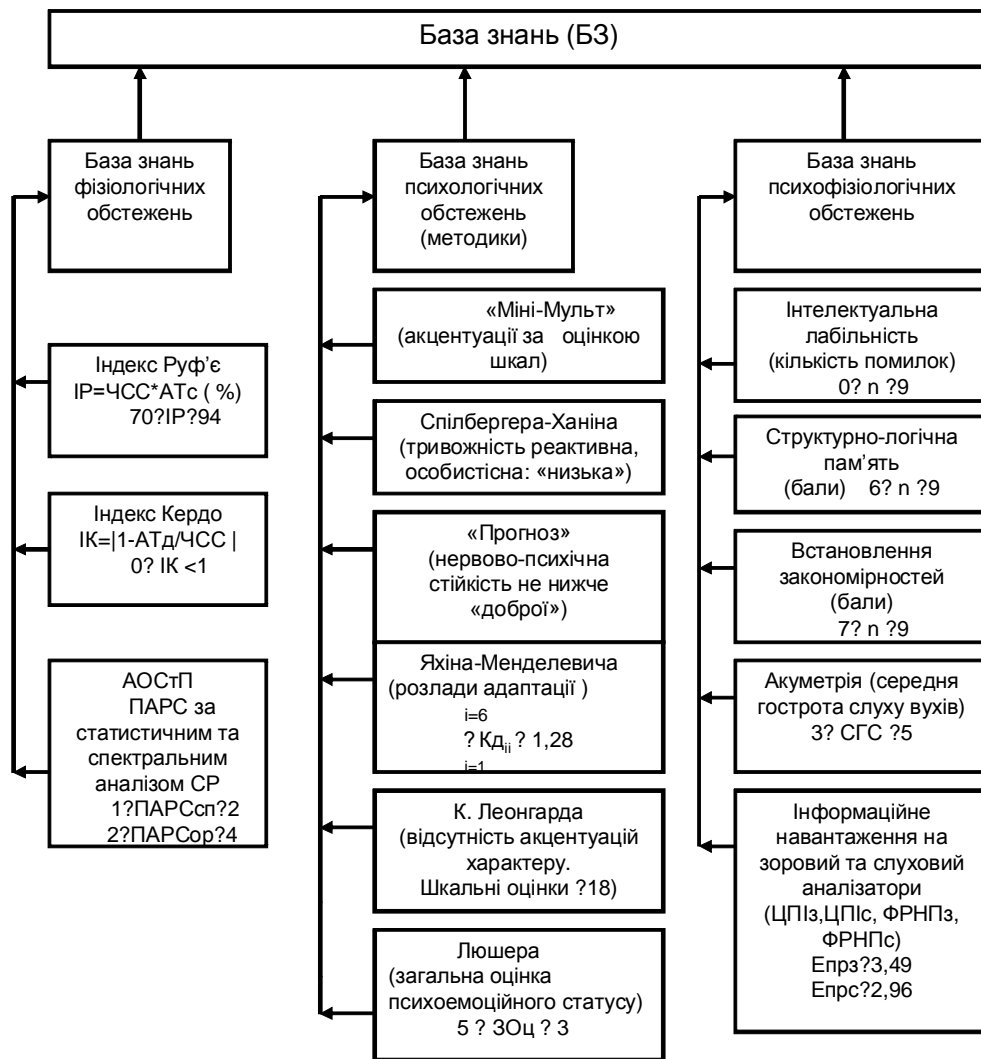 База знань (БЗ)
База знань
фізіологічних
обстежень
Індекс Руф’є
ІР=ЧСС*АТс ( %)
70?ІР?94
Індекс Кердо
ІК=|1-АТд/ЧСС |
0? ІК <1
АОСтП
ПАРС за
статистичним та
спектральним
аналізом СР
1?ПАРСсп?2
2?ПАРСор?4
База знань
психологічних
обстежень
(методики)
«Міні-Мульт»
(акцентуації за оцінкою
шкал)
Спілбергера-Ханіна
(тривожність реактивна,
особистісна: «низька»)
«Прогноз»
(нервово-психічна
стійкість не нижче
«доброї»)
Яхіна-Менделевича
(розлади адаптації )
і=6
? Кд іі ? 1,28
і=1
К. Леонгарда
(відсутність акцентуацій
характеру.
Шкальні оцінки ?18)
Люшера
(загальна оцінка
психоемоційного статусу)
5 ? ЗОц ? 3
База знань
психофізіологічних
обстежень
Інтелектуальна
лабільність
(кількість помилок)
0? n ?9
Структурно-логічна
пам’ять
(бали) 6? n ?9
Встановлення
закономірностей
(бали)
7? n ?9
Акуметрія (середня
гострота слуху вухів)
3? СГС ?5
Інформаційне
навантаження на
зоровий та слуховий
аналізатори
(ЦПІз,ЦПІс, ФРНПз,
ФРНПс)
Епрз?3,49
Епрс?2,96